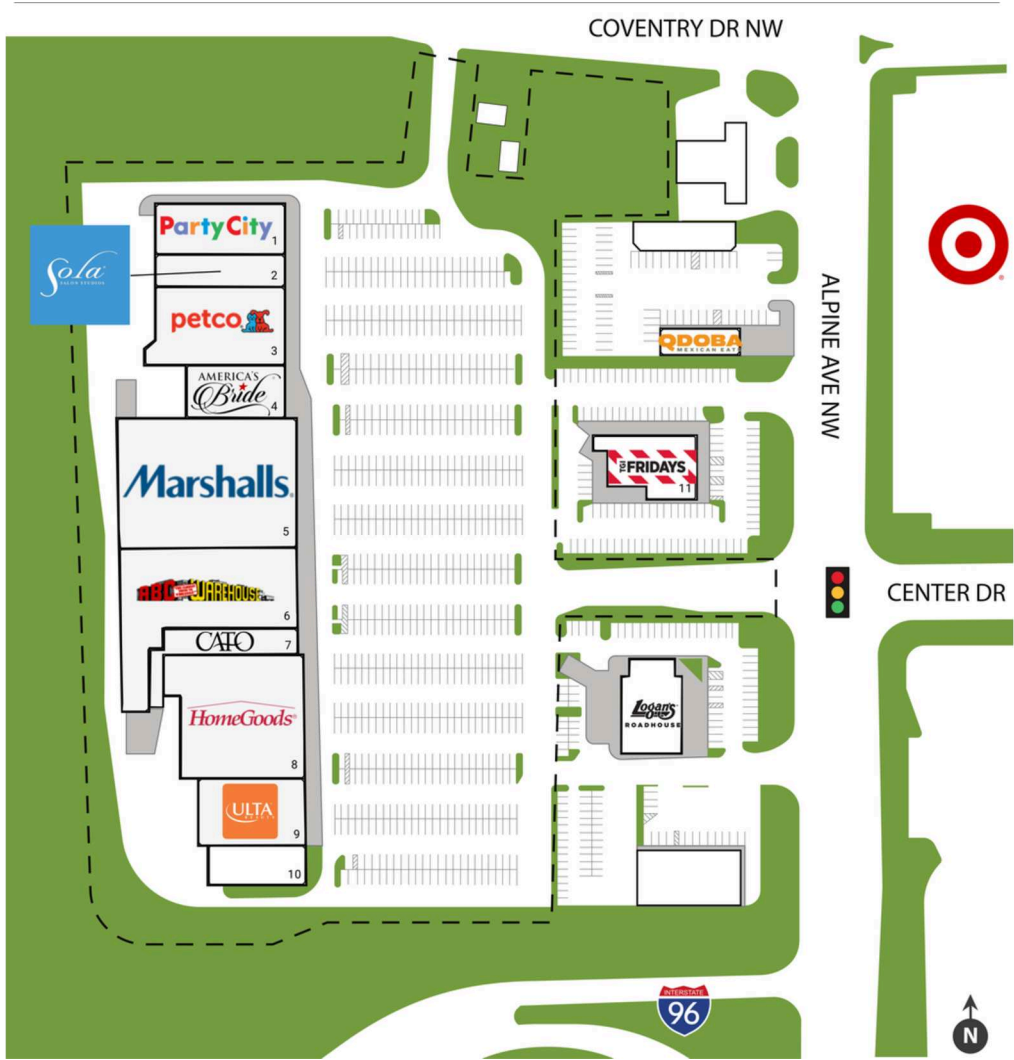 COVENTRY DR NW
Party City
1
Sola
SALON STUDIOS
2
petco
3
AMERICA'S
Bride
4
Marshalls
5
ABC WAREHOUSE
6
CATO
7
HomeGoods
8
ULTA
BEAUTY
9
10
QDOBA
MEXICAN EATS
TGI FRIDAYS
11
Logan's
ROADHOUSE
ALPINE AVE NW
CENTER DR
INTERSTATE
96
N